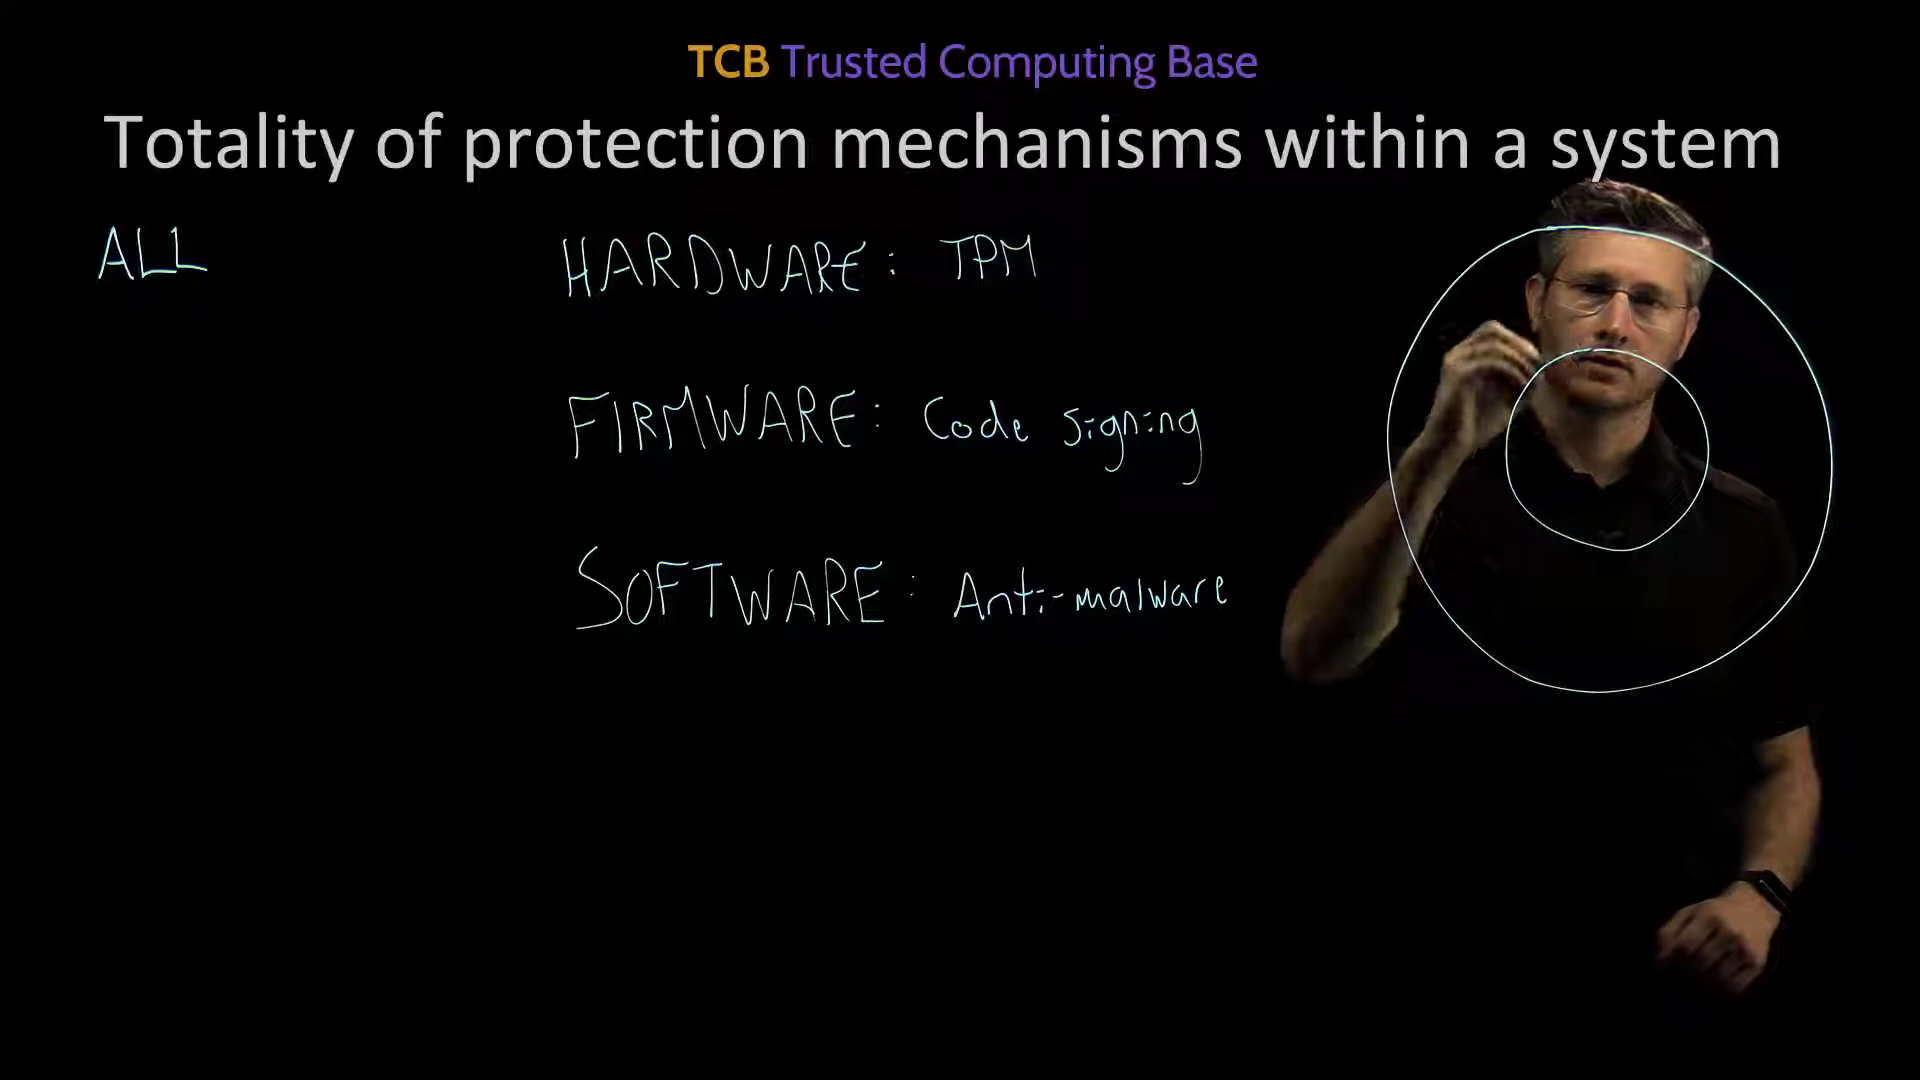 TCB Trusted Computing Base
Totality of protection mechanisms within a system
ALL
HARDWARE: TPM
FIRMWARE: Code signing
SOFTWARE: Anti-malware